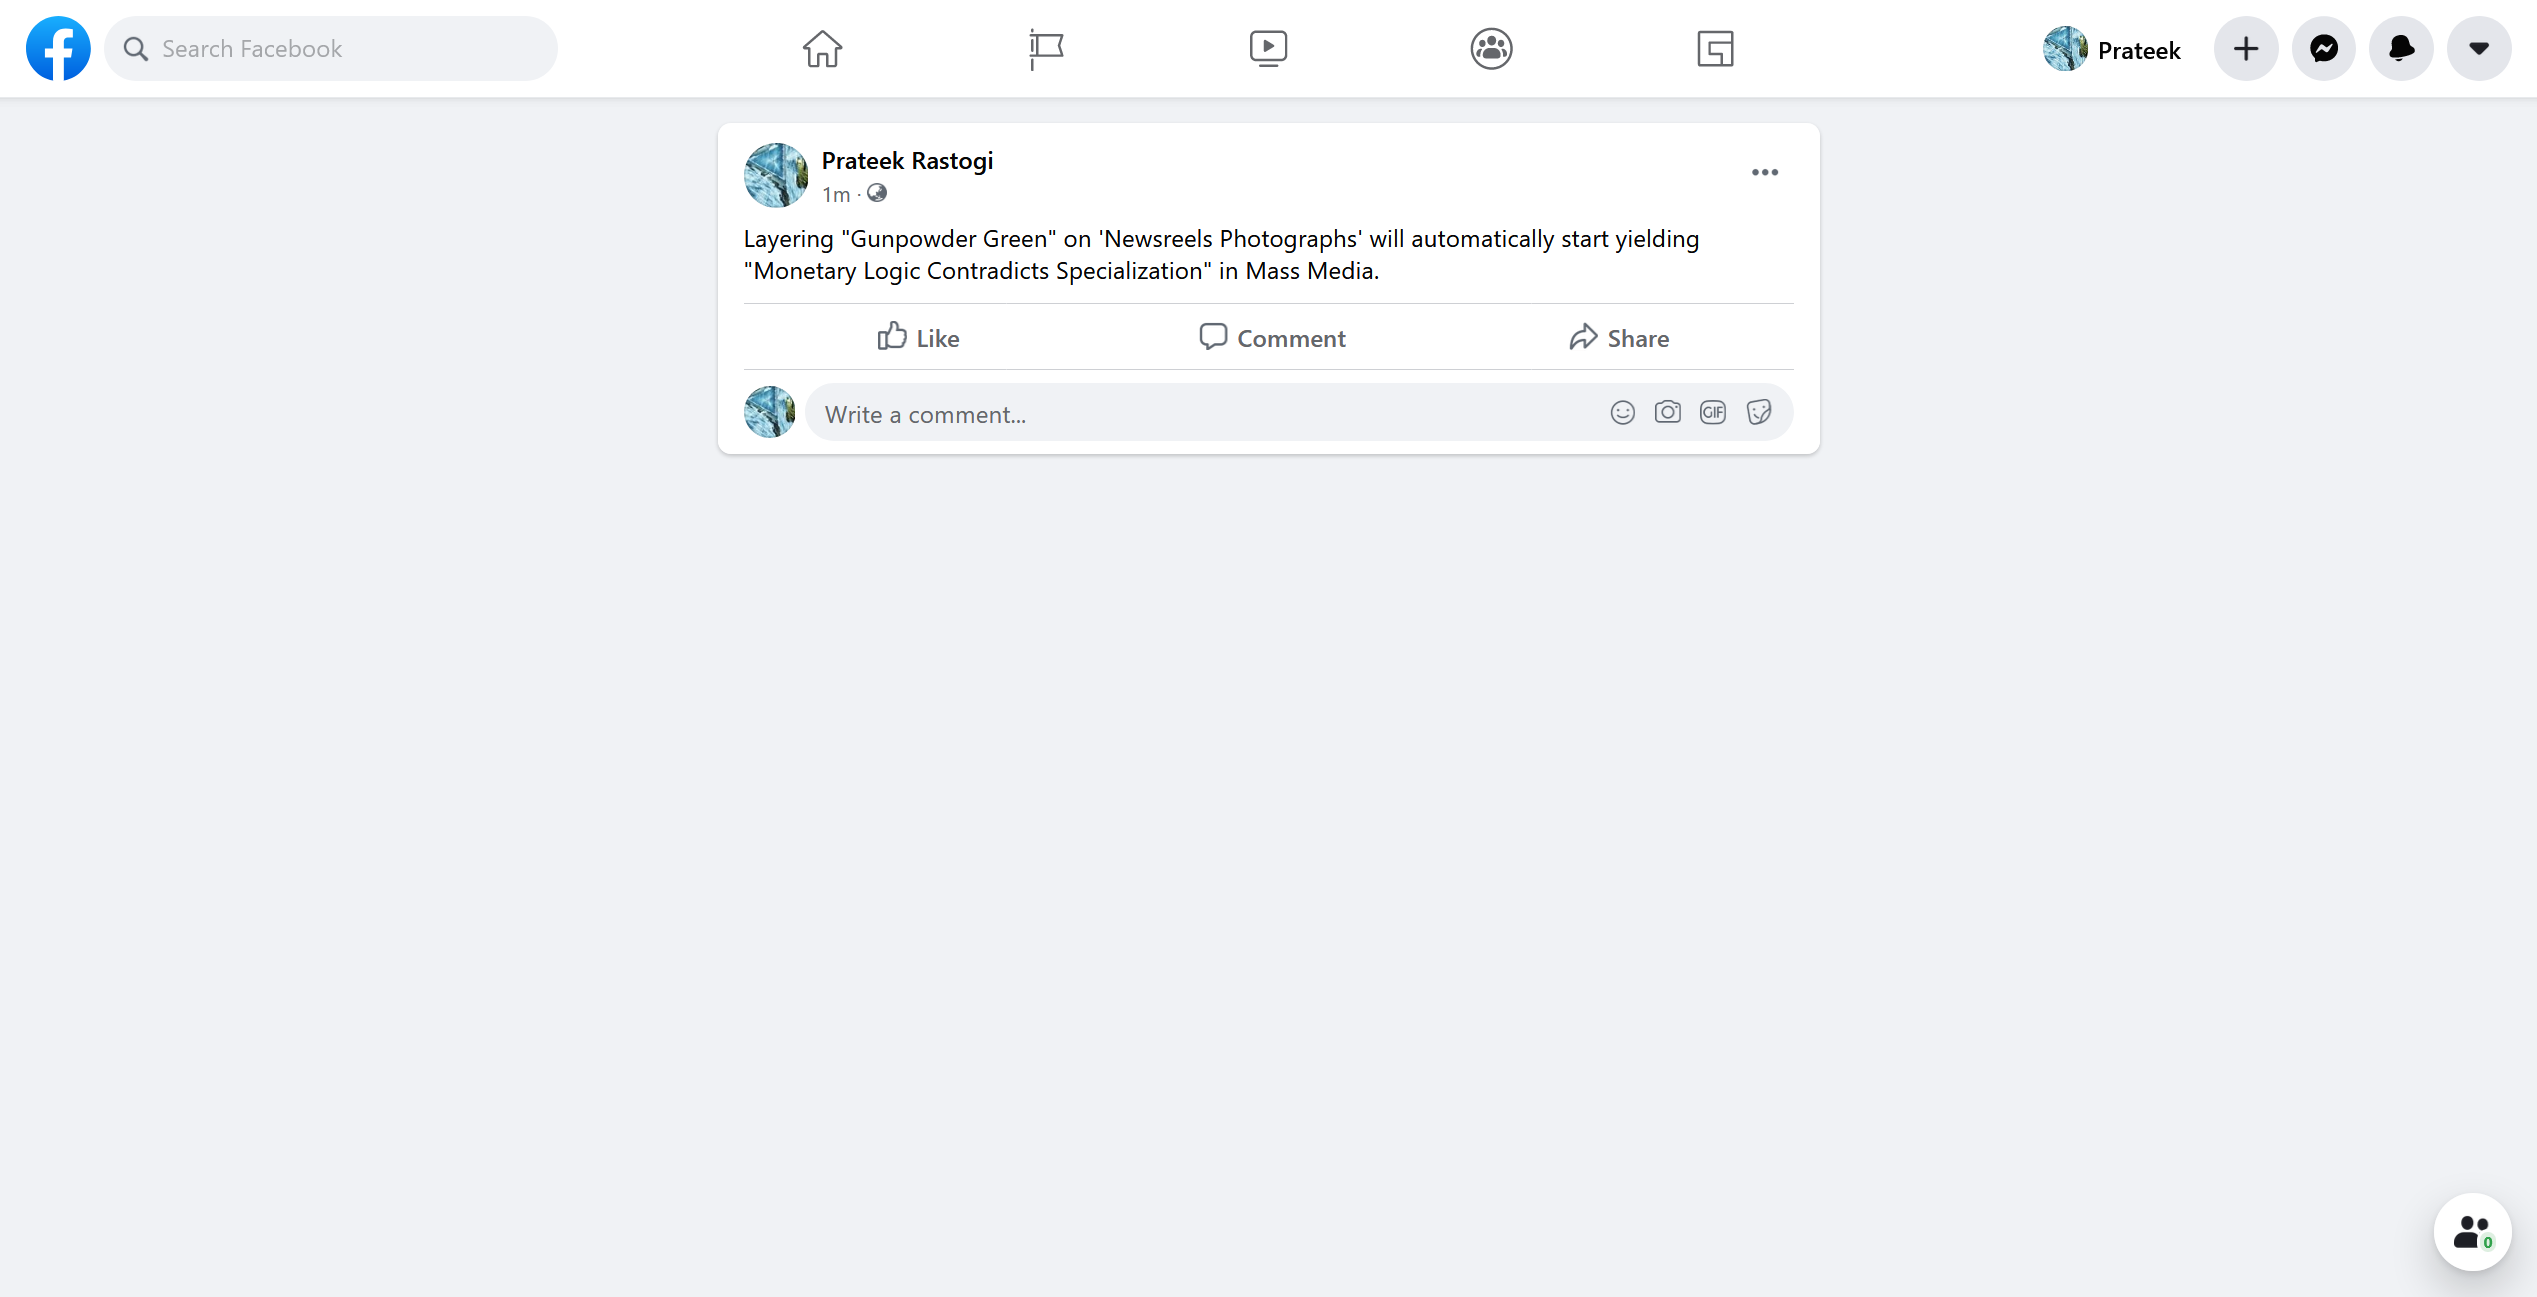 Search Facebook
Prateek
Prateek Rastogi
1m ·
Layering "Gunpowder Green" on 'Newsreels Photographs' will automatically start yielding
"Monetary Logic Contradicts Specialization" in Mass Media.
Like Comment Share
Write a comment...
GIF
0